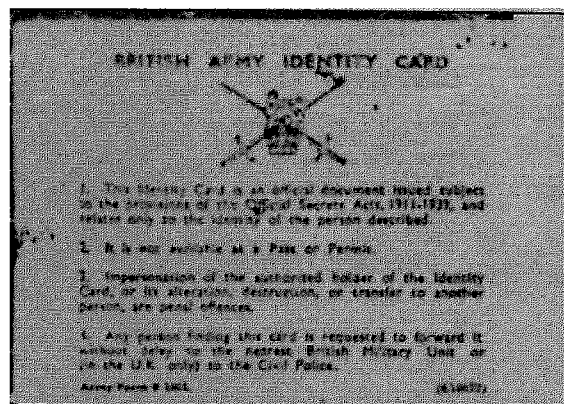 BRITISH ARMY IDENTITY CARD
1. This Identity Card is an official document issued subject
to the provisions of the Official Secrets Acts, 1911-1939, and
relates only to the identity of the person described.
2. It is not available as a Pass or Permit.
3. Impersonation of the authorised holder of the Identity
Card, or its alteration, destruction, or transfer to another
person, are penal offences.
4. Any person finding this card is requested to forward it
without delay to the nearest British Military Unit or
(in the U.K. only) to the Civil Police.
Army Form B